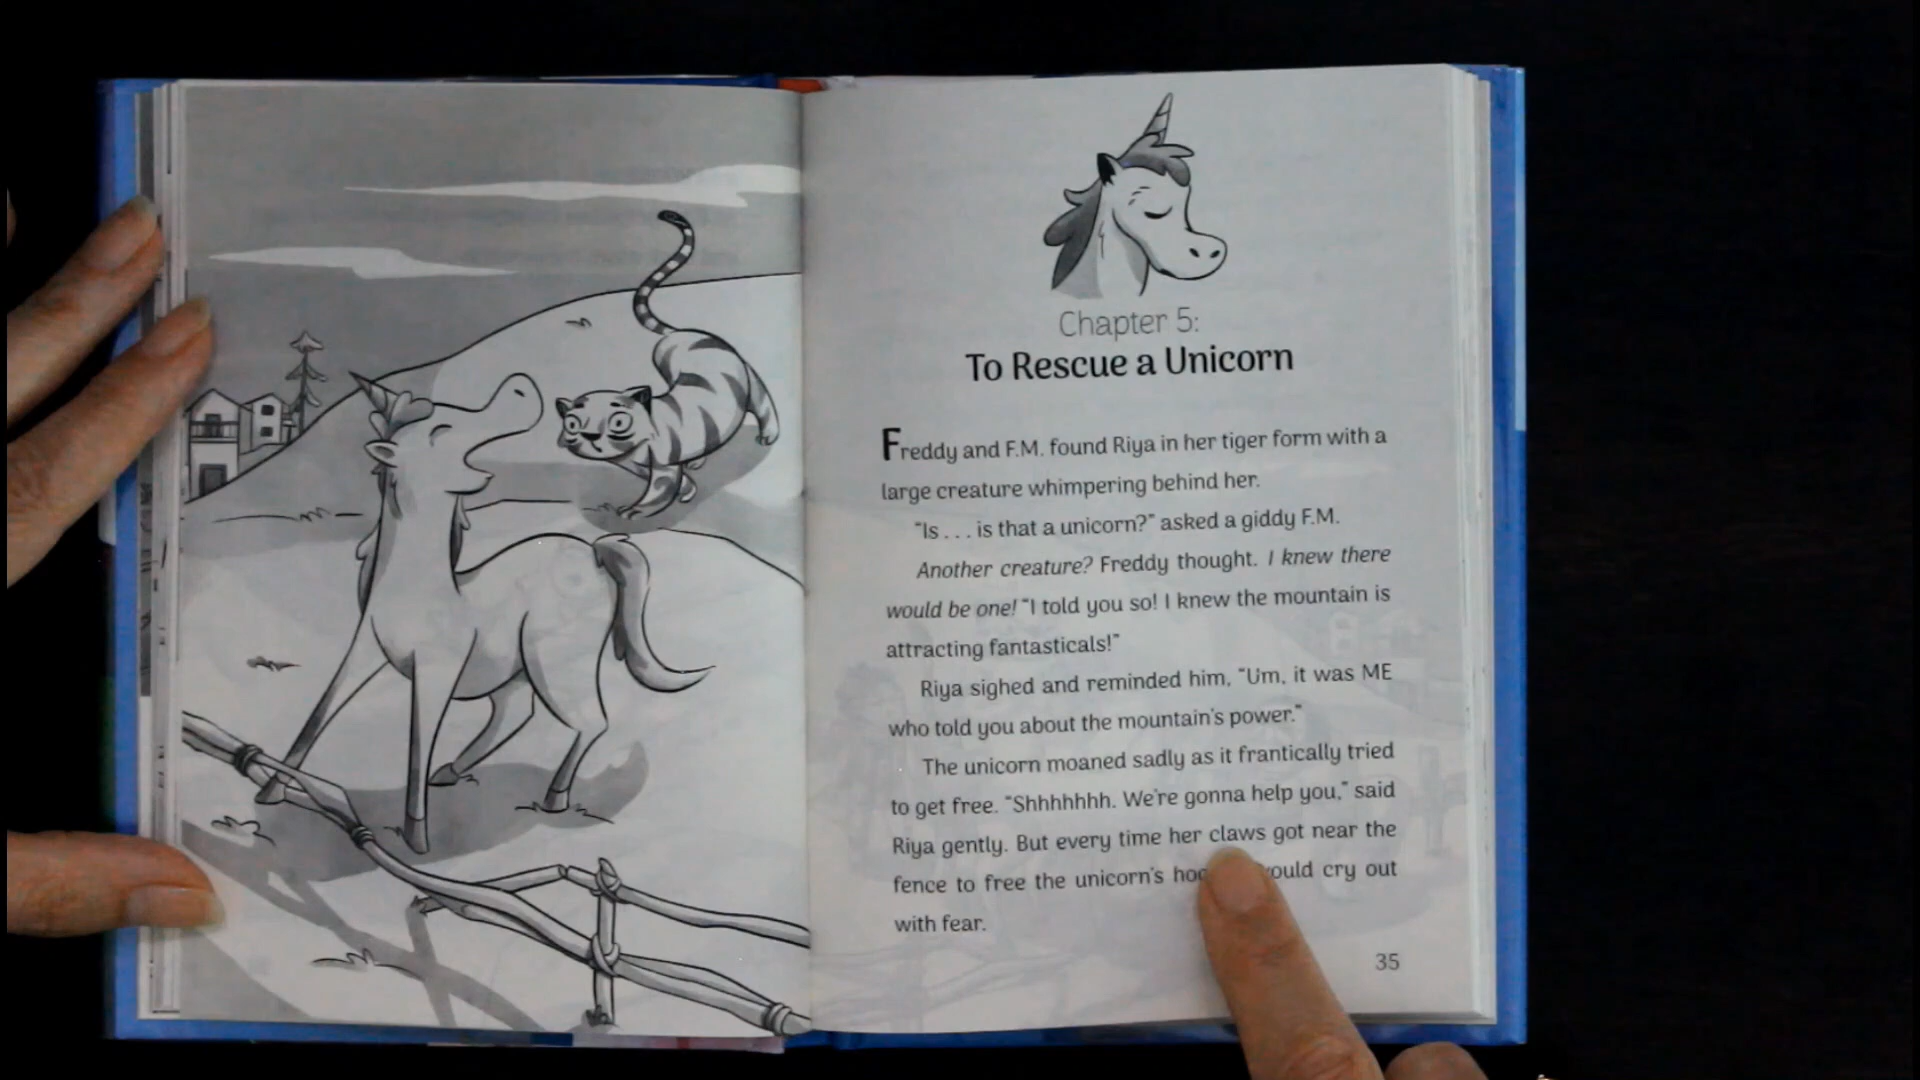 Chapter 5:
To Rescue a Unicorn
Freddy and F.M. found Riya in her tiger form with a
large creature whimpering behind her.
“Is . . . is that a unicorn?” asked a giddy F.M.
Another creature? Freddy thought. I knew there
would be one! “I told you so! I knew the mountain is
attracting fantasticals!”
Riya sighed and reminded him, “Um, it was ME
who told you about the mountain's power.”
The unicorn moaned sadly as it frantically tried
to get free. “Shhhhhhh. We're gonna help you,” said
Riya gently. But every time her claws got near the
fence to free the unicorn's cry out
with fear.
35